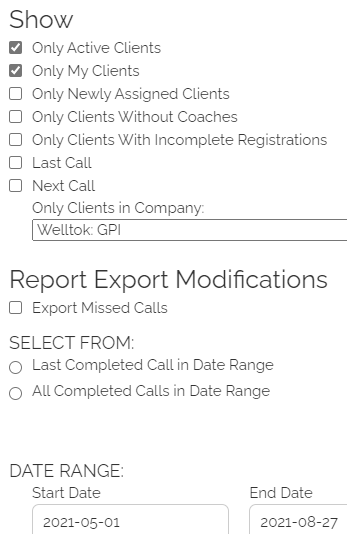 Show
Only Active Clients
Only My Clients
Only Newly Assigned Clients
Only Clients Without Coaches
Only Clients With Incomplete Registrations
Last Call
Next Call
Only Clients in Company:
Welltok: GPI
Report Export Modifications
Export Missed Calls
SELECT FROM:
Last Completed Call in Date Range
All Completed Calls in Date Range
DATE RANGE:
Start Date End Date
2021-05-01 2021-08-27